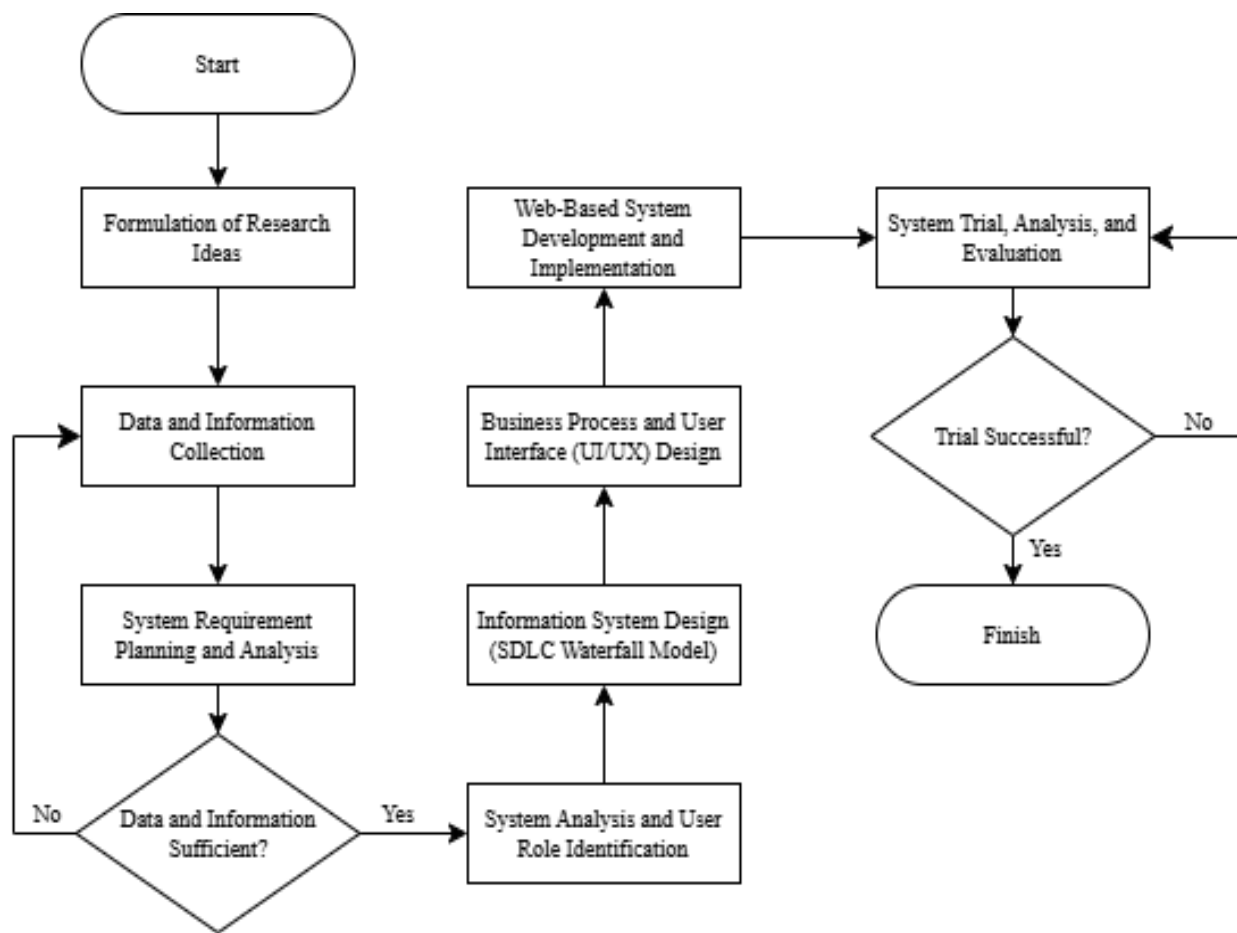 Start
Formulation of Research
Ideas
Data and Information
Collection
System Requirement
Planning and Analysis
Data and Information
Sufficient?
No
Yes
System Analysis and User
Role Identification
Information System Design
(SDLC Waterfall Model)
Business Process and User
Interface (UI/UX) Design
Web-Based System
Development and
Implementation
System Trial, Analysis, and
Evaluation
Trial Successful?
No
Yes
Finish